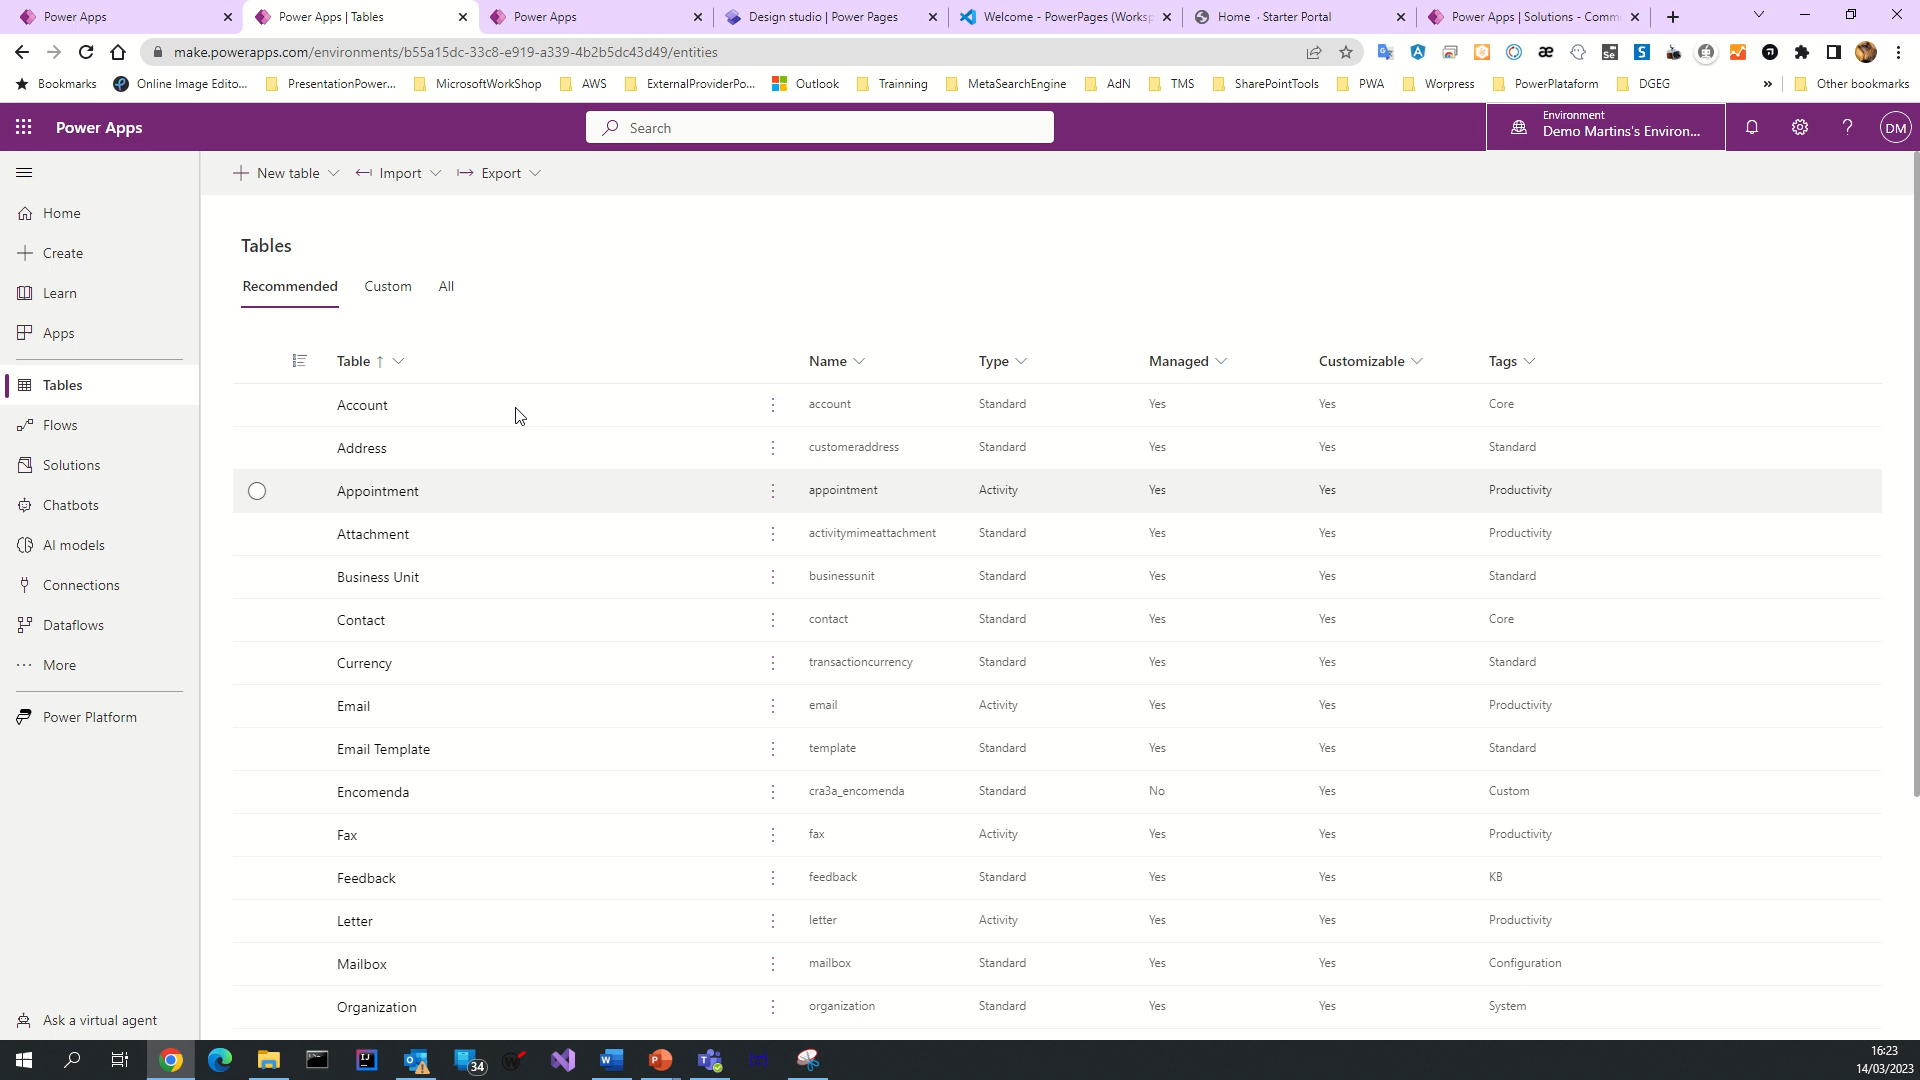 Power Apps
Power Apps | Tables
Power Apps
Design studio | Power Pages
Welcome - PowerPages (Worksp
Home · Starter Portal
Power Apps | Solutions - Comm
make.powerapps.com/environments/b55a15dc-33c8-e919-a339-4b2b5dc43d49/entities
Bookmarks
Online Image Edito...
PresentationPower...
MicrosoftWorkShop
AWS
ExternalProviderPo...
Outlook
Trainning
MetaSearchEngine
AdN
TMS
SharePointTools
PWA
Worpress
PowerPlataform
DGEG
»
Other bookmarks
Power Apps
Search
Environment
Demo Martins's Environ...
DM
New table
Import
Export
Home
Create
Learn
Apps
Tables
Flows
Solutions
Chatbots
AI models
Connections
Dataflows
More
Power Platform
Ask a virtual agent
Tables
Recommended Custom All
Table ↑ Name Type Managed Customizable Tags
Account account Standard Yes Yes Core
Address customeraddress Standard Yes Yes Standard
Appointment appointment Activity Yes Yes Productivity
Attachment activitymimeattachment Standard Yes Yes Productivity
Business Unit businessunit Standard Yes Yes Standard
Contact contact Standard Yes Yes Core
Currency transactioncurrency Standard Yes Yes Standard
Email email Activity Yes Yes Productivity
Email Template template Standard Yes Yes Standard
Encomenda cra3a_encomenda Standard No Yes Custom
Fax fax Activity Yes Yes Productivity
Feedback feedback Standard Yes Yes KB
Letter letter Activity Yes Yes Productivity
Mailbox mailbox Standard Yes Yes Configuration
Organization organization Standard Yes Yes System
34
16:23
14/03/2023